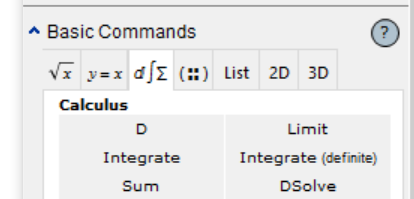 Basic Commands ?
√x y=x d∫Σ (::) List 2D 3D
Calculus
D Limit
Integrate Integrate (definite)
Sum DSolve